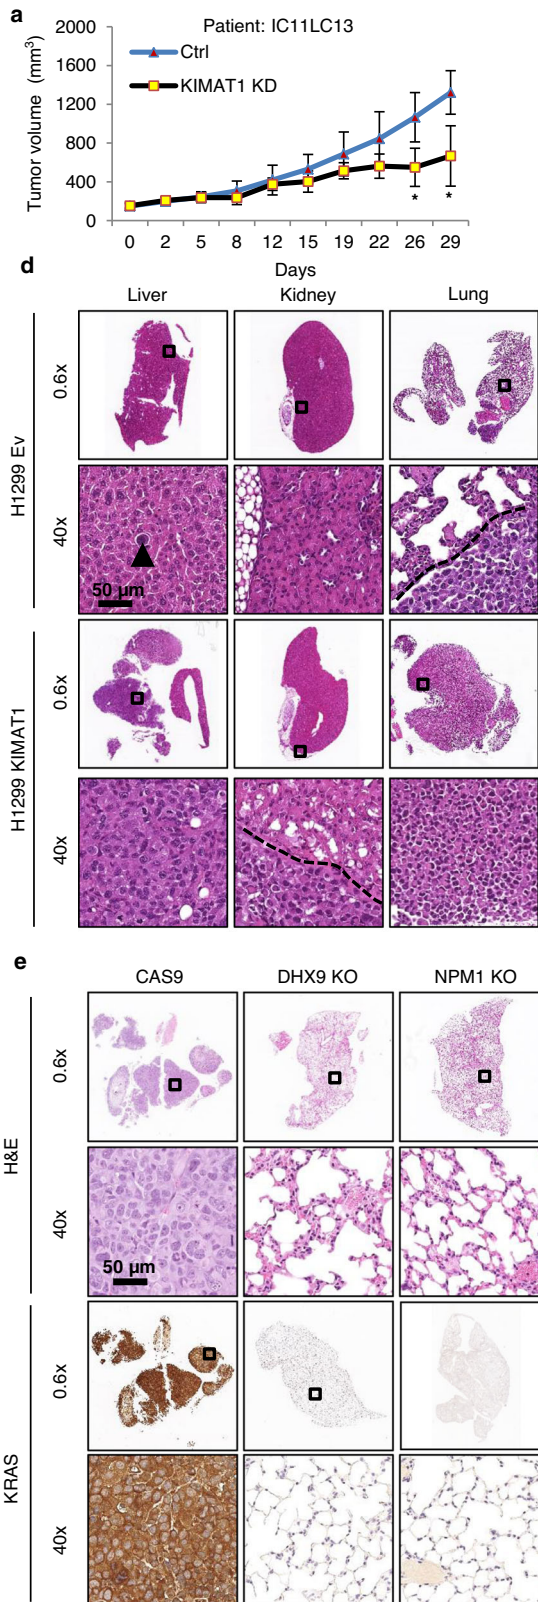 a
Patient: IC11LC13
Ctrl
KIMAT1 KD
Tumor volume (mm³)
2000
1600
1200
800
400
0
* *
0 2 5 8 12 15 19 22 26 29
Days
d
Liver Kidney Lung
H1299 Ev
0.6x
40x
50 µm
H1299 KIMAT1
0.6x
40x
e
CAS9 DHX9 KO NPM1 KO
H&E
0.6x
40x
50 µm
KRAS
0.6x
40x